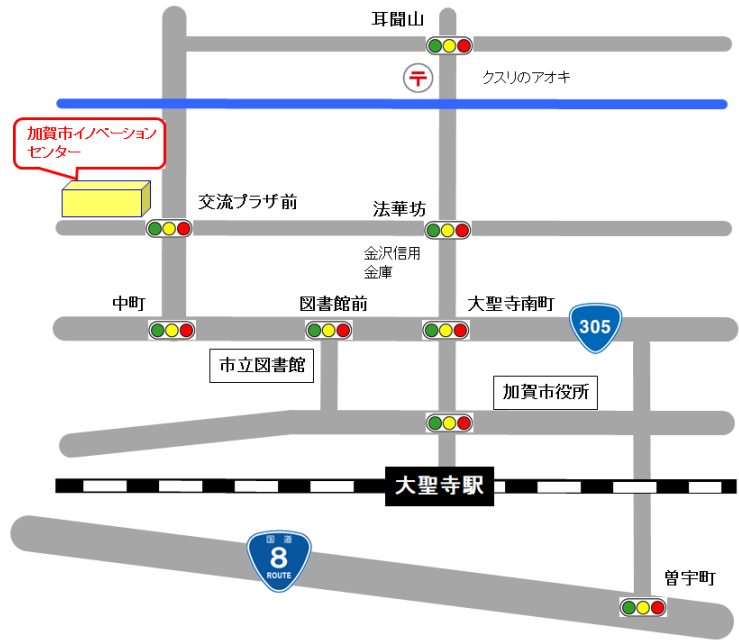 耳聞山
〒
クスリのアオキ
加賀市イノベーション
センター
交流プラザ前
法華坊
金沢信用
金庫
中町
図書館前
大聖寺南町
305
市立図書館
加賀市役所
大聖寺駅
国道
8
ROUTE
曽宇町